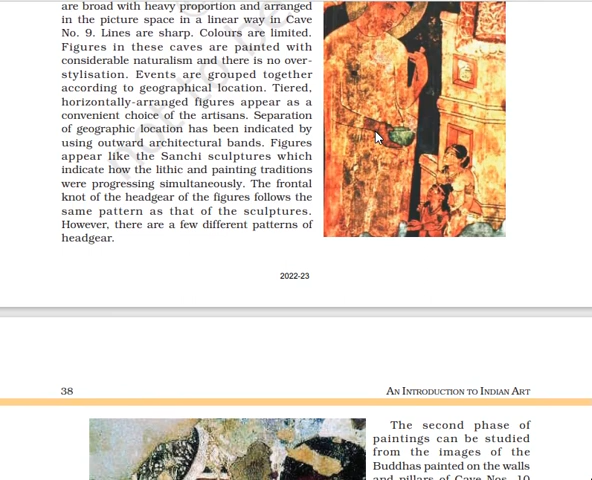 are broad with heavy proportion and arranged
in the picture space in a linear way in Cave
No. 9. Lines are sharp. Colours are limited.
Figures in these caves are painted with
considerable naturalism and there is no over-
stylisation. Events are grouped together
according to geographical location. Tiered,
horizontally-arranged figures appear as a
convenient choice of the artisans. Separation
of geographic location has been indicated by
using outward architectural bands. Figures
appear like the Sanchi sculptures which
indicate how the lithic and painting traditions
were progressing simultaneously. The frontal
knot of the headgear of the figures follows the
same pattern as that of the sculptures.
However, there are a few different patterns of
headgear.
2022-23
38
AN INTRODUCTION TO INDIAN ART
The second phase of
paintings can be studied
from the images of the
Buddhas painted on the walls
and pillars of Cave Nos. 10